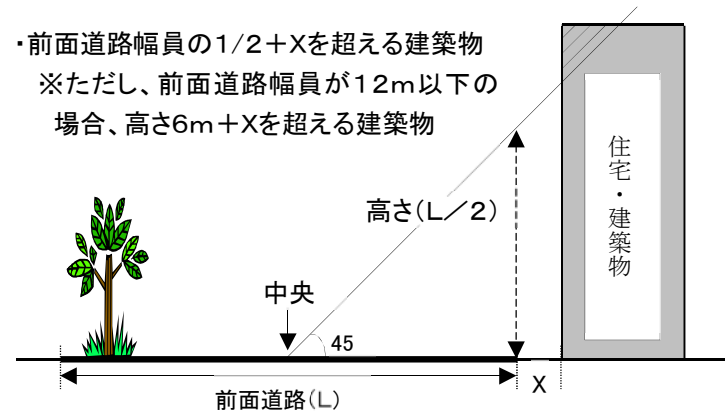 ・前面道路幅員の1/2+Xを超える建築物
※ただし、前面道路幅員が12m以下の
場合、高さ6m+Xを超える建築物
高さ(L/2)
住宅・建築物
中央
45
X
前面道路(L)